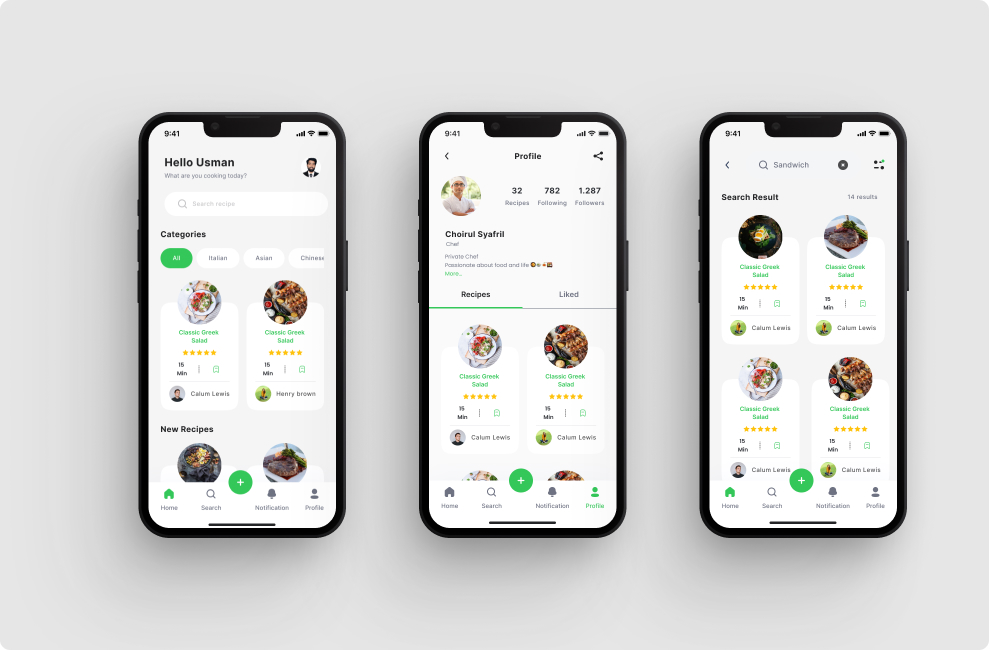 9:41
Hello Usman
What are you cooking today?
Search recipe
Categories
All Italian Asian Chinese
Classic Greek
Salad
15
Min
Calum Lewis
Classic Greek
Salad
15
Min
Henry brown
New Recipes
Home Search Notification Profile
9:41
Profile
32 782 1.287
Recipes Following Followers
Choirul Syafril
Chef
Private Chef
Passionate about food and life
More...
Recipes Liked
Classic Greek
Salad
15
Min
Calum Lewis
Classic Greek
Salad
15
Min
Calum Lewis
Home Search Notification Profile
9:41
Sandwich
Search Result 14 results
Classic Greek
Salad
15
Min
Calum Lewis
Classic Greek
Salad
15
Min
Calum Lewis
Classic Greek
Salad
15
Min
Calum Lewis
Classic Greek
Salad
15
Min
Calum Lewis
Home Search Notification Profile